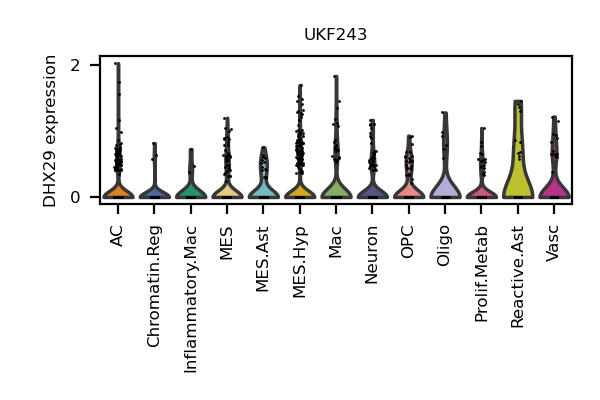 UKF243
DHX29 expression
2
0
AC
Chromatin.Reg
Inflammatory.Mac
MES
MES.Ast
MES.Hyp
Mac
Neuron
OPC
Oligo
Prolif.Metab
Reactive.Ast
Vasc